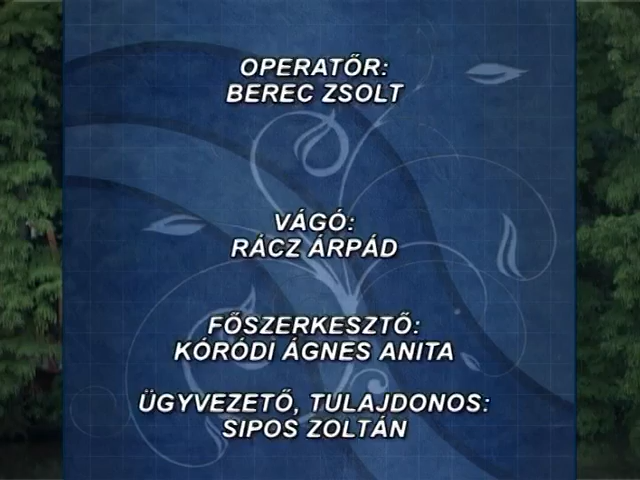 OPERATŐR:
BEREC ZSOLT
VÁGÓ:
RÁCZ ÁRPÁD
FŐSZERKESZTŐ:
KÓRÓDI ÁGNES ANITA
ÜGYVEZETŐ, TULAJDONOS:
SIPOS ZOLTÁN